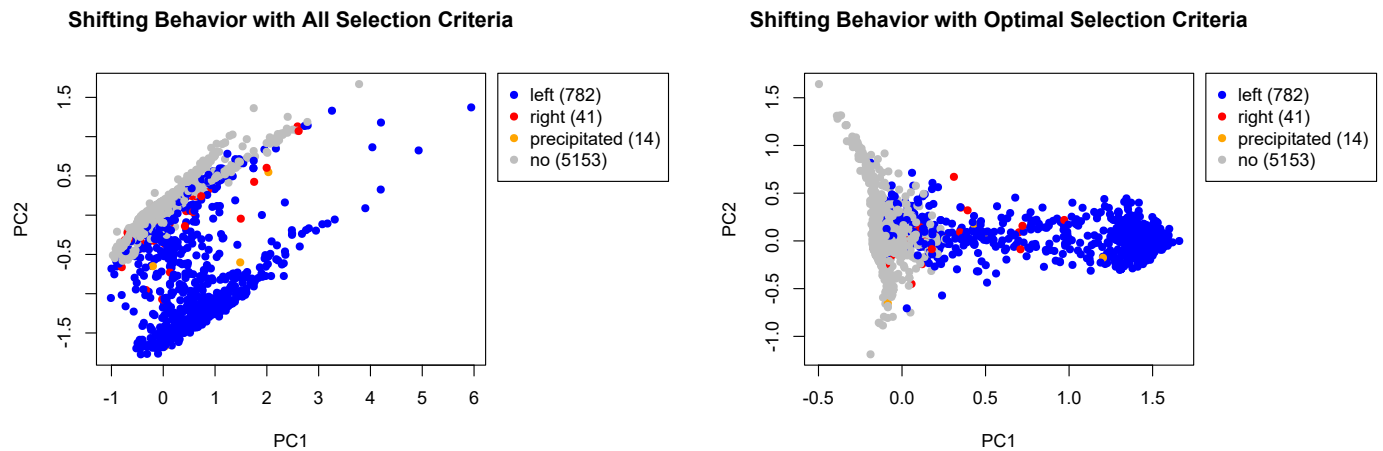 Shifting Behavior with All Selection Criteria
1.5
0.5
-0.5
-1.5
PC2
-1 0 1 2 3 4 5 6
PC1
left (782)
right (41)
precipitated (14)
no (5153)
Shifting Behavior with Optimal Selection Criteria
1.5
1.0
0.5
0.0
-0.5
-1.0
PC2
-0.5 0.0 0.5 1.0 1.5
PC1
left (782)
right (41)
precipitated (14)
no (5153)